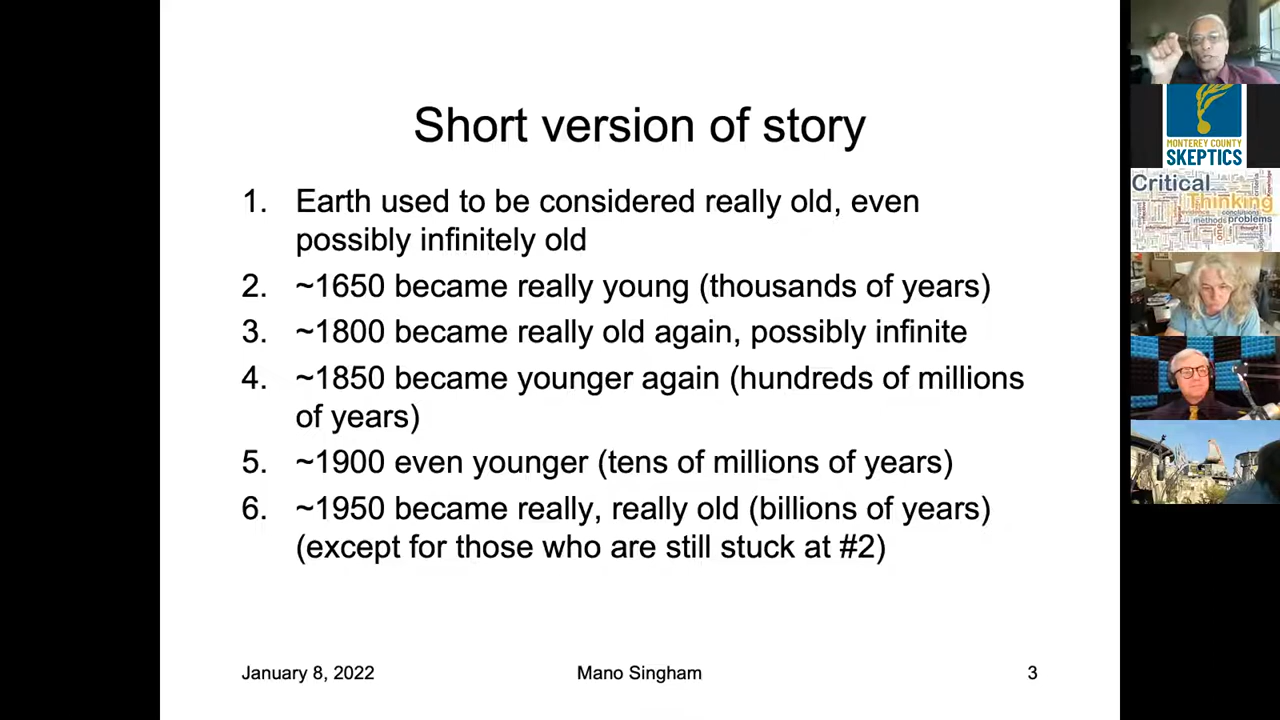 Short version of story
1. Earth used to be considered really old, even
possibly infinitely old
2. ~1650 became really young (thousands of years)
3. ~1800 became really old again, possibly infinite
4. ~1850 became younger again (hundreds of millions
of years)
5. ~1900 even younger (tens of millions of years)
6. ~1950 became really, really old (billions of years)
(except for those who are still stuck at #2)
January 8, 2022 Mano Singham 3
MONTEREY COUNTY
SKEPTICS
Critical
Thinking
evidence conclusions
methods problems